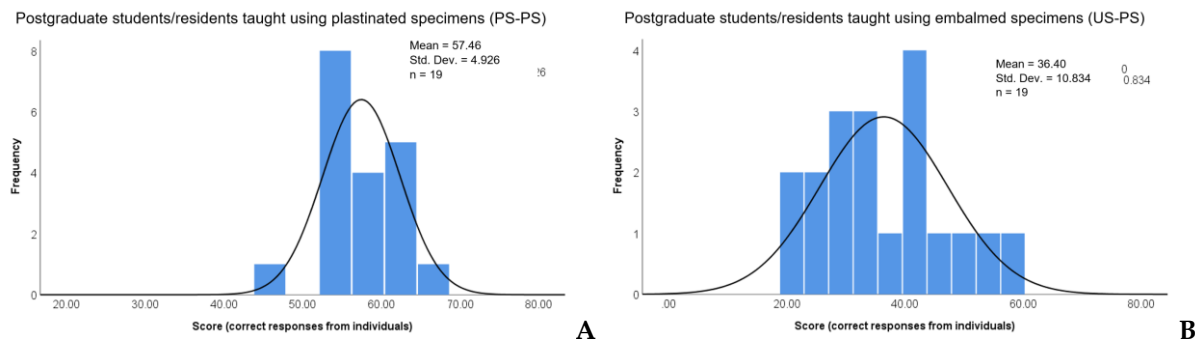 Postgraduate students/residents taught using plastinated specimens (PS-PS)
Mean = 57.46
Std. Dev. = 4.926
n = 19
8
6
4
2
0
Frequency
20.00 30.00 40.00 50.00 60.00 70.00 80.00
Score (correct responses from individuals)
A
Postgraduate students/residents taught using embalmed specimens (US-PS)
Mean = 36.40
Std. Dev. = 10.834
n = 19
0
0.834
4
3
2
1
0
Frequency
.00 20.00 40.00 60.00 80.00
Score (correct responses from individuals)
B